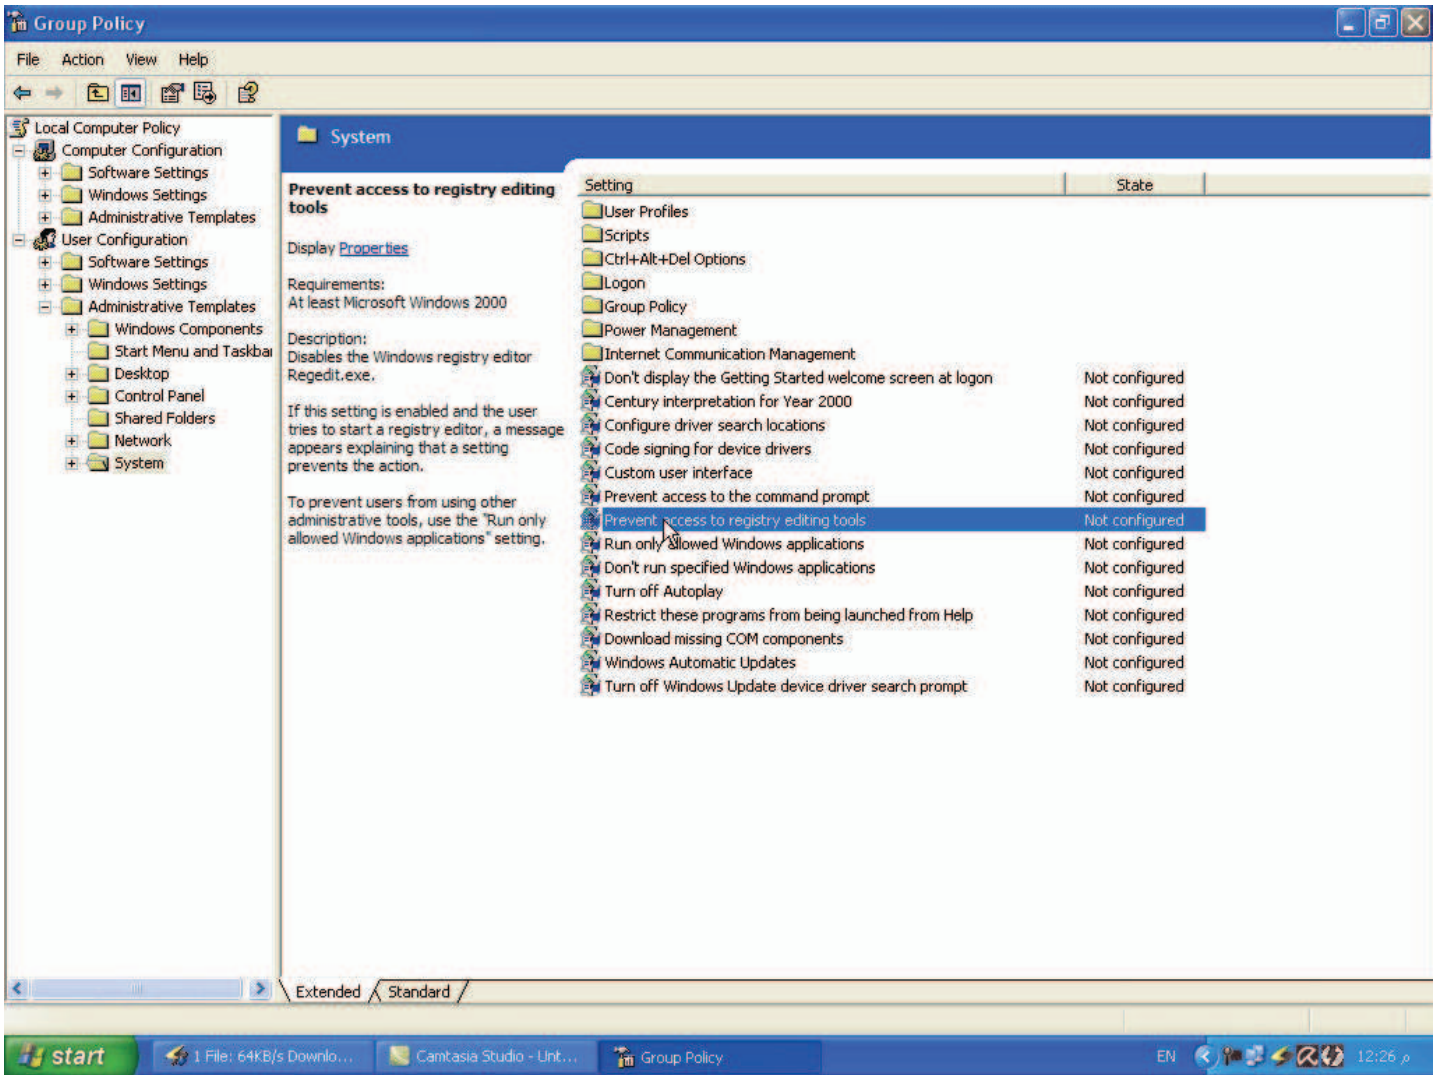 Group Policy
File Action View Help
Local Computer Policy
Computer Configuration
Software Settings
Windows Settings
Administrative Templates
User Configuration
Software Settings
Windows Settings
Administrative Templates
Windows Components
Start Menu and Taskbar
Desktop
Control Panel
Shared Folders
Network
System
System
Prevent access to registry editing
tools
Display Properties
Requirements:
At least Microsoft Windows 2000
Description:
Disables the Windows registry editor
Regedit.exe.
If this setting is enabled and the user
tries to start a registry editor, a message
appears explaining that a setting
prevents the action.
To prevent users from using other
administrative tools, use the "Run only
allowed Windows applications" setting.
Setting State
User Profiles
Scripts
Ctrl+Alt+Del Options
Logon
Group Policy
Power Management
Internet Communication Management
Don't display the Getting Started welcome screen at logon Not configured
Century interpretation for Year 2000 Not configured
Configure driver search locations Not configured
Code signing for device drivers Not configured
Custom user interface Not configured
Prevent access to the command prompt Not configured
Prevent access to registry editing tools Not configured
Run only allowed Windows applications Not configured
Don't run specified Windows applications Not configured
Turn off Autoplay Not configured
Restrict these programs from being launched from Help Not configured
Download missing COM components Not configured
Windows Automatic Updates Not configured
Turn off Windows Update device driver search prompt Not configured
Extended Standard
start 1 File: 64KB/s Downlo... Camtasia Studio - Unt... Group Policy EN 12:26 م